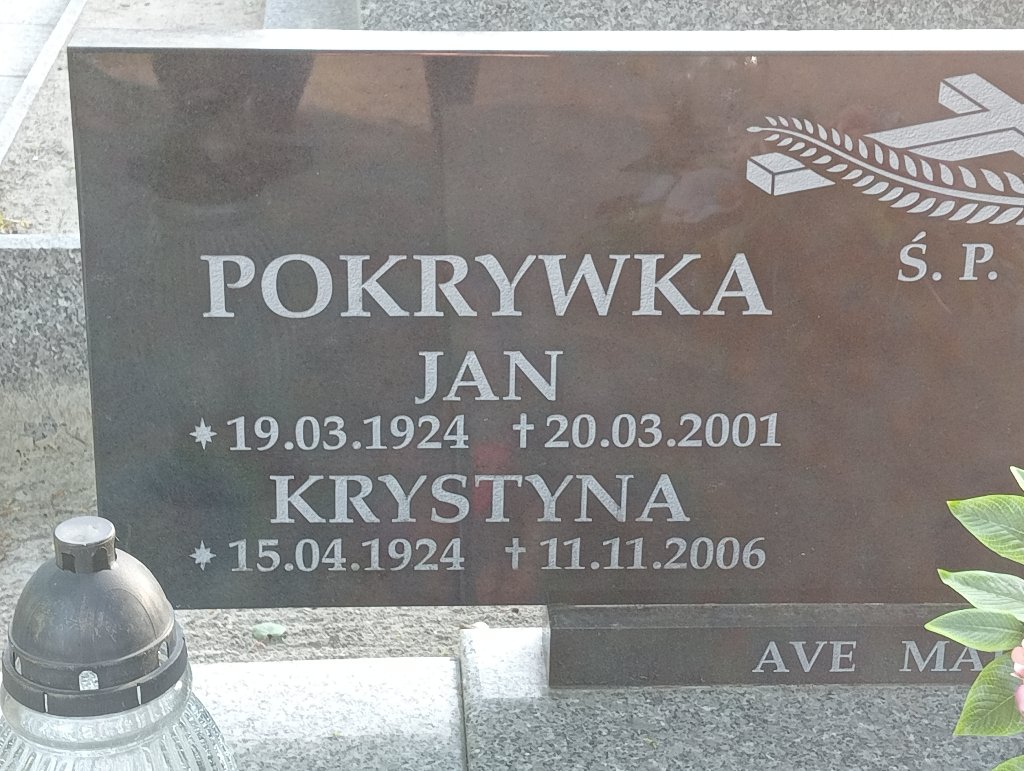 Ś. P.
POKRYWKA
JAN
✶ 19.03.1924 ✝ 20.03.2001
KRYSTYNA
✶ 15.04.1924 ✝ 11.11.2006
AVE